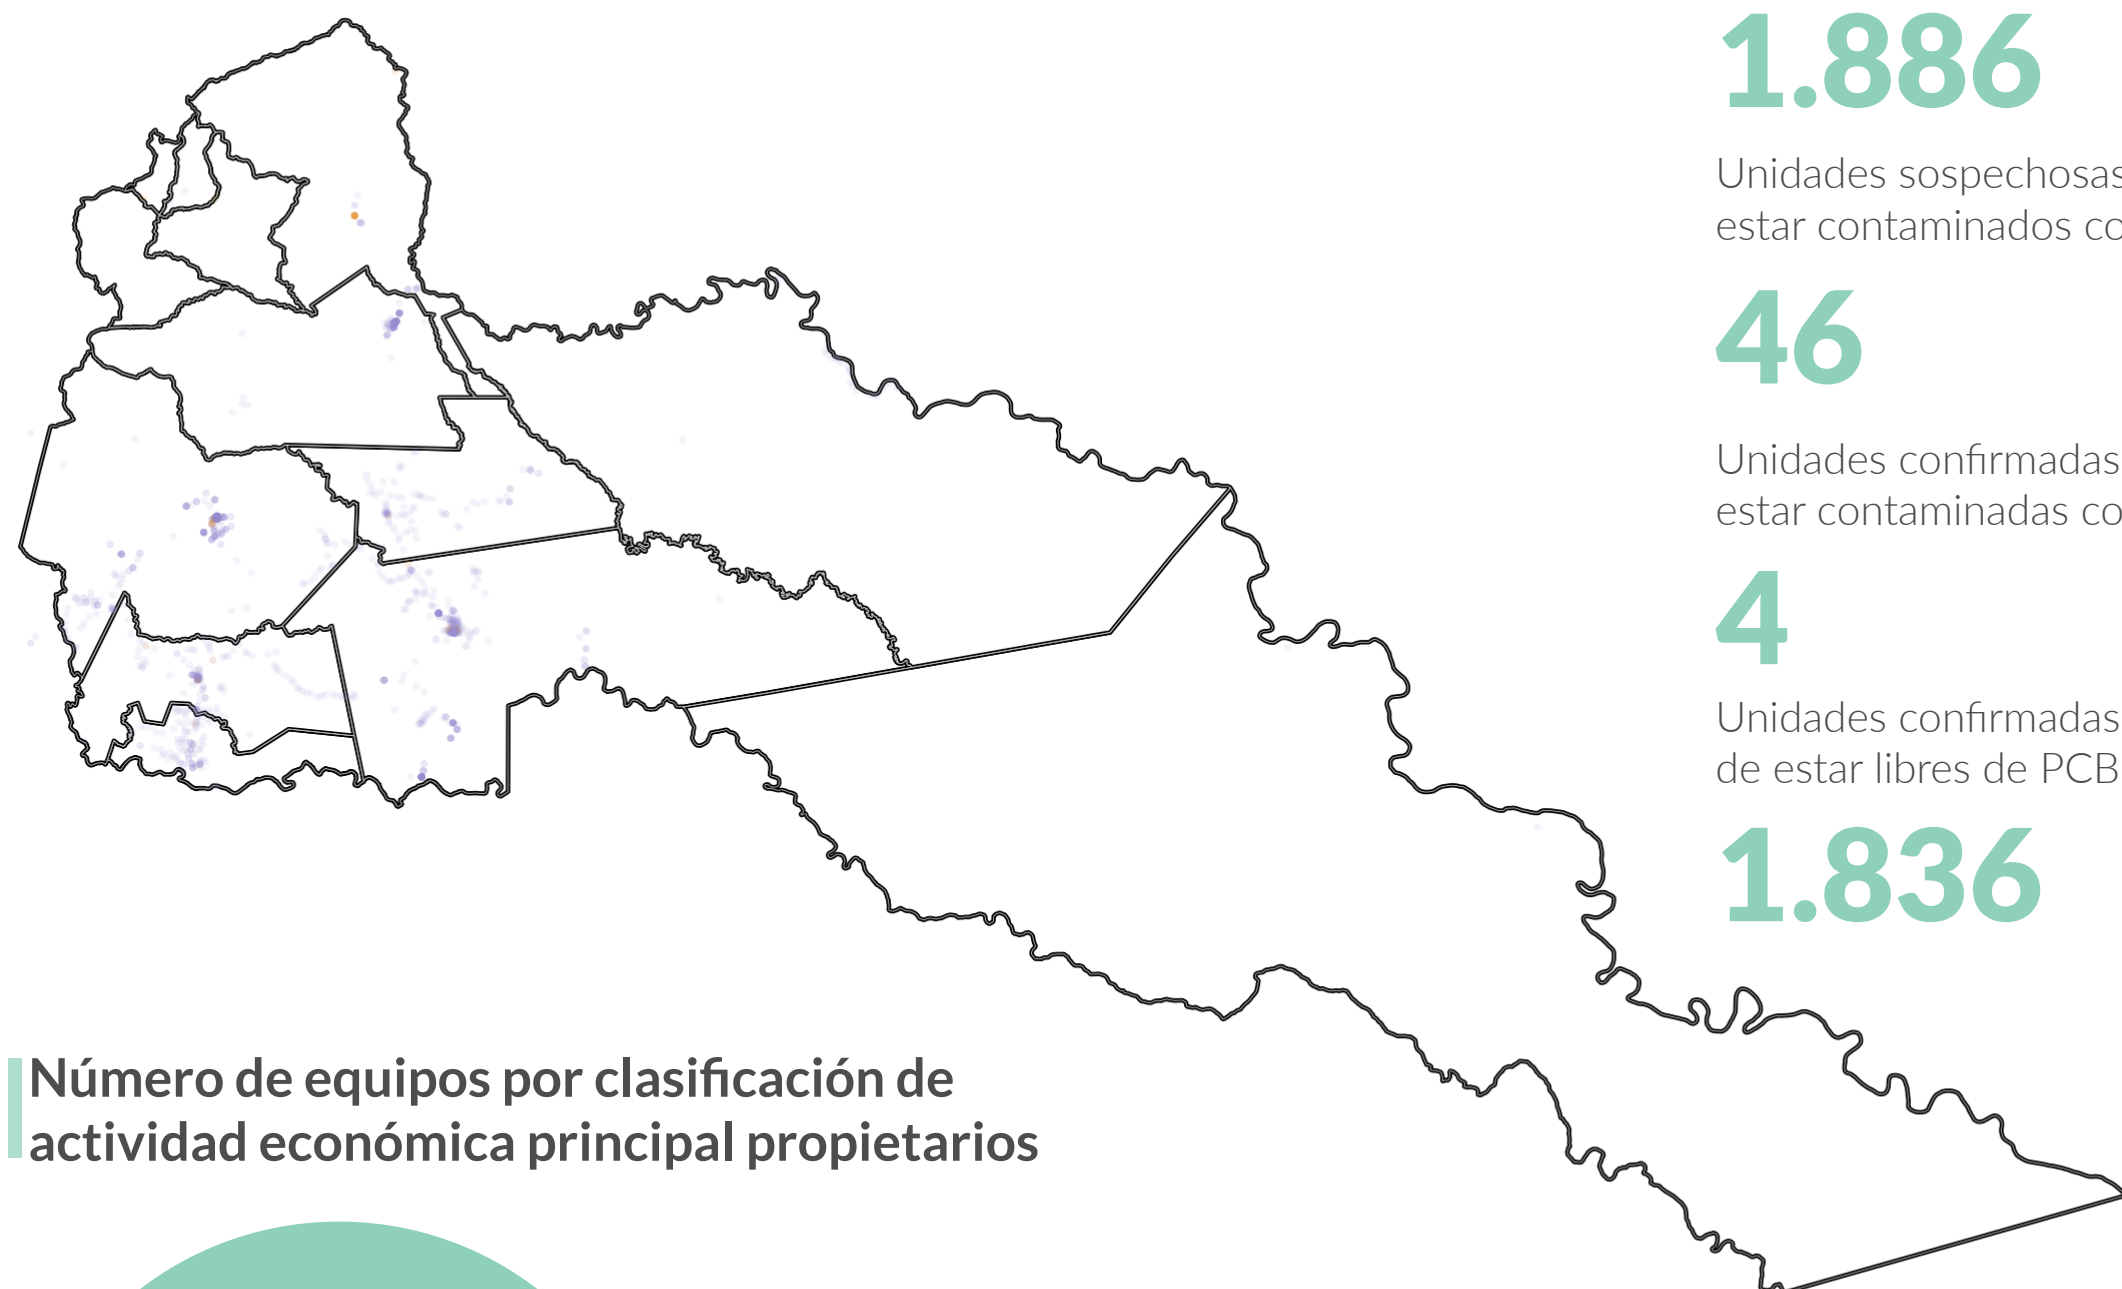 1.886
Unidades sospechosas
estar contaminados co
46
Unidades confirmadas
estar contaminadas co
4
Unidades confirmadas
de estar libres de PCB
1.836
Número de equipos por clasificación de
actividad económica principal propietarios